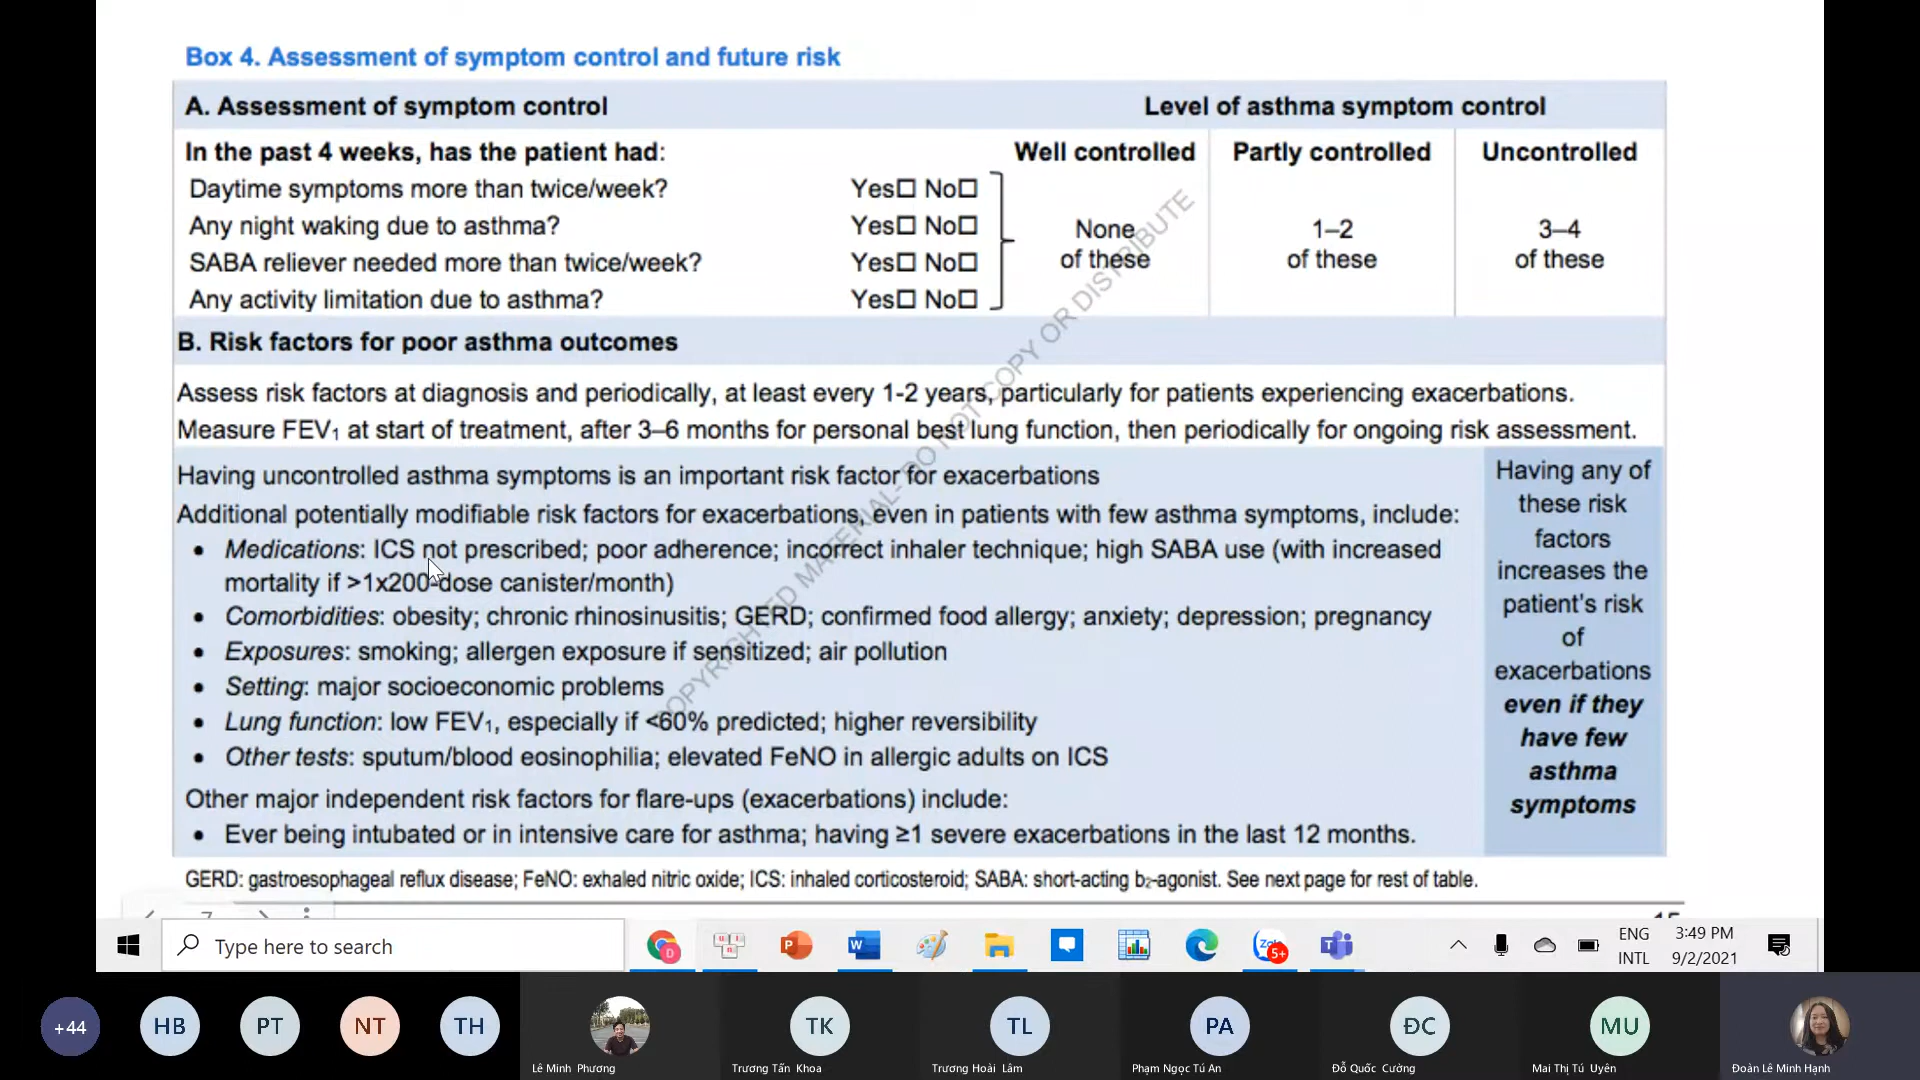 Box 4. Assessment of symptom control and future risk
A. Assessment of symptom control
Level of asthma symptom control
In the past 4 weeks, has the patient had:
Well controlled
Partly controlled
Uncontrolled
Daytime symptoms more than twice/week?
Yes☐ No☐
Any night waking due to asthma?
Yes☐ No☐
SABA reliever needed more than twice/week?
Yes☐ No☐
Any activity limitation due to asthma?
Yes☐ No☐
None
of these
1–2
of these
3–4
of these
B. Risk factors for poor asthma outcomes
Assess risk factors at diagnosis and periodically, at least every 1-2 years, particularly for patients experiencing exacerbations.
Measure FEV₁ at start of treatment, after 3–6 months for personal best lung function, then periodically for ongoing risk assessment.
Having uncontrolled asthma symptoms is an important risk factor for exacerbations
Additional potentially modifiable risk factors for exacerbations, even in patients with few asthma symptoms, include:
• Medications: ICS not prescribed; poor adherence; incorrect inhaler technique; high SABA use (with increased
mortality if >1x200-dose canister/month)
• Comorbidities: obesity; chronic rhinosinusitis; GERD; confirmed food allergy; anxiety; depression; pregnancy
• Exposures: smoking; allergen exposure if sensitized; air pollution
• Setting: major socioeconomic problems
• Lung function: low FEV₁, especially if <60% predicted; higher reversibility
• Other tests: sputum/blood eosinophilia; elevated FeNO in allergic adults on ICS
Other major independent risk factors for flare-ups (exacerbations) include:
• Ever being intubated or in intensive care for asthma; having ≥1 severe exacerbations in the last 12 months.
Having any of
these risk
factors
increases the
patient's risk
of
exacerbations
even if they
have few
asthma
symptoms
GERD: gastroesophageal reflux disease; FeNO: exhaled nitric oxide; ICS: inhaled corticosteroid; SABA: short-acting b₂-agonist. See next page for rest of table.
COPYRIGHTED MATERIAL- DO NOT COPY OR DISTRIBUTE
Type here to search
D
P
W
Zalo
5+
T
ENG
INTL
3:49 PM
9/2/2021
+44
HB
PT
NT
TH
TK
TL
PA
ĐC
MU
Lê Minh Phương
Trương Tấn Khoa
Trương Hoài Lâm
Phạm Ngọc Tú An
Đỗ Quốc Cường
Mai Thị Tú Uyên
Đoàn Lê Minh Hạnh